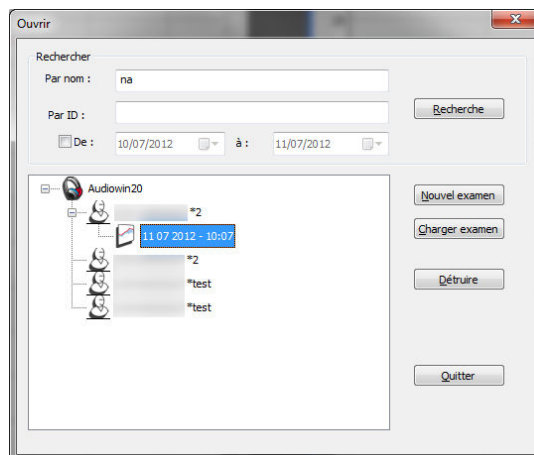 Ouvrir
Rechercher
Par nom : na
Par ID :
Recherche
De : 10/07/2012 à : 11/07/2012
Audiowin20
*2
11 07 2012 - 10:07
*2
*test
*test
Nouvel examen
Charger examen
Détruire
Quitter